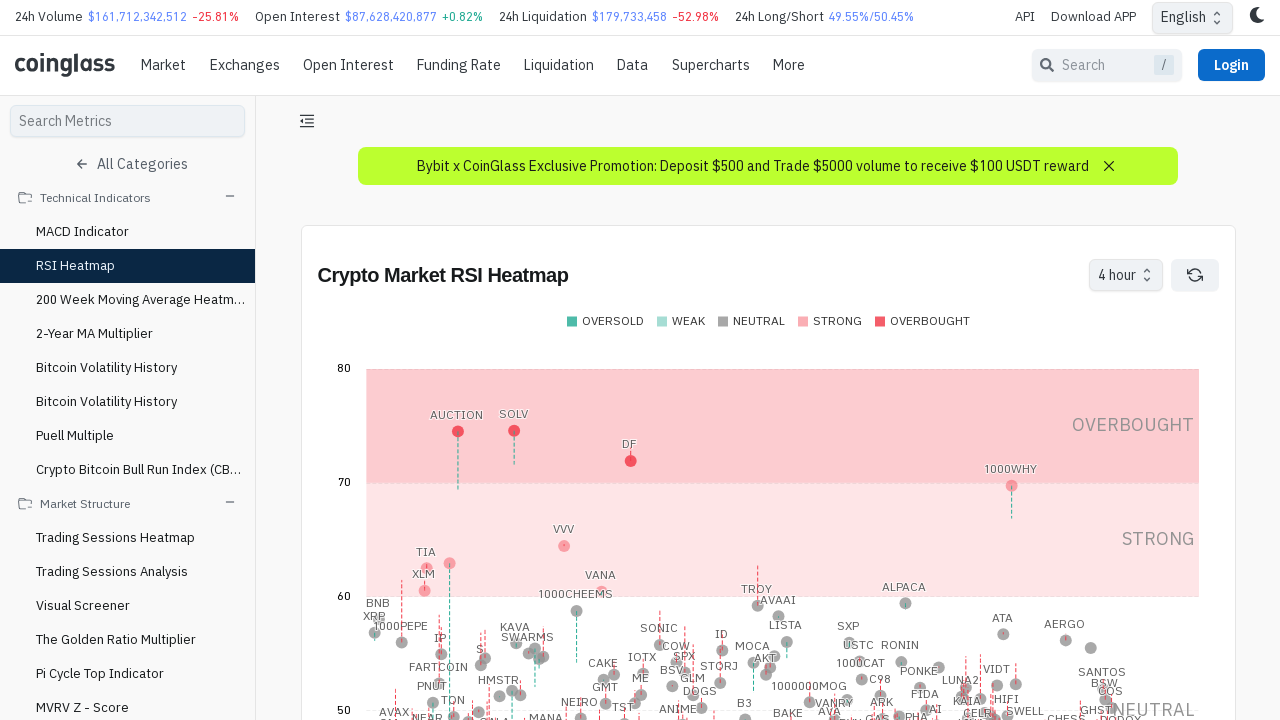 24h Volume $161,712,342,512 -25.81% Open Interest $87,628,420,877 +0.82% 24h Liquidation $179,733,458 -52.98% 24h Long/Short 49.55%/50.45% API Download APP English
coinglass Market Exchanges Open Interest Funding Rate Liquidation Data Supercharts More Search / Login
Search Metrics
All Categories
Technical Indicators
MACD Indicator
RSI Heatmap
200 Week Moving Average Heatm...
2-Year MA Multiplier
Bitcoin Volatility History
Bitcoin Volatility History
Puell Multiple
Crypto Bitcoin Bull Run Index (CB...
Market Structure
Trading Sessions Heatmap
Trading Sessions Analysis
Visual Screener
The Golden Ratio Multiplier
Pi Cycle Top Indicator
MVRV Z - Score
Bybit x CoinGlass Exclusive Promotion: Deposit $500 and Trade $5000 volume to receive $100 USDT reward
Crypto Market RSI Heatmap 4 hour
OVERSOLD WEAK NEUTRAL STRONG OVERBOUGHT
80
AUCTION SOLV OVERBOUGHT
DF
1000WHY
70
VVV STRONG
TIA
XLM VANA
1000CHEEMS TROY ALPACA
60
BNB AVAAI
XRP ATA
1000PEPE KAVA SONIC LISTA SXP AERGO
IP SWARMS ID
S COW MOCA USTC RONIN
IOTX SPX AKT
FARTCOIN CAKE BSV STORJ 1000CAT PONKE VIDT SANTOS
HMSTR ME GLM C98 LUNA2 BSW
PNUT GMT DOGS 1000000MOG FIDA GQS
TON NEIRO B3 VANRY ARK KAIA HIFI
50 AVAX TST ANIME BAKE AVA AI CELR SWELL GHST NEUTRAL
NEAR MANA GAS CHESS